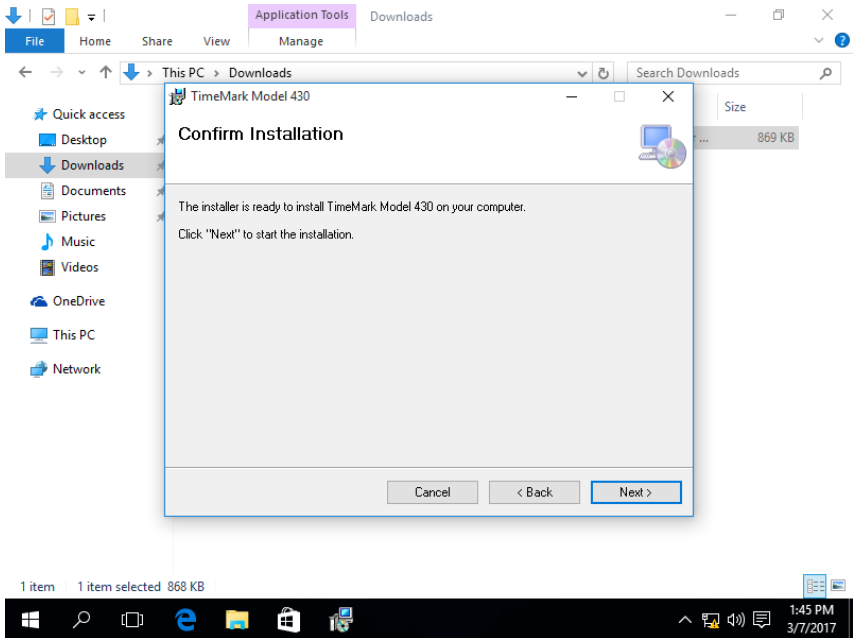 Application Tools Downloads
File Home Share View Manage
This PC > Downloads Search Downloads
TimeMark Model 430
Size
Confirm Installation
... 869 KB
Quick access
Desktop
Downloads
Documents
Pictures
Music
Videos
OneDrive
This PC
Network
The installer is ready to install TimeMark Model 430 on your computer.
Click "Next" to start the installation.
Cancel < Back Next >
1 item 1 item selected 868 KB
1:45 PM
3/7/2017